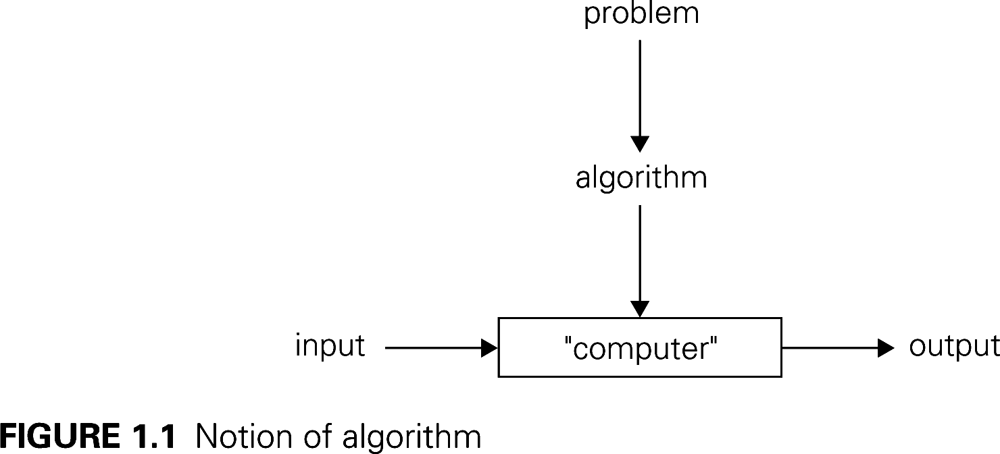 problem
algorithm
input "computer" output
FIGURE 1.1 Notion of algorithm